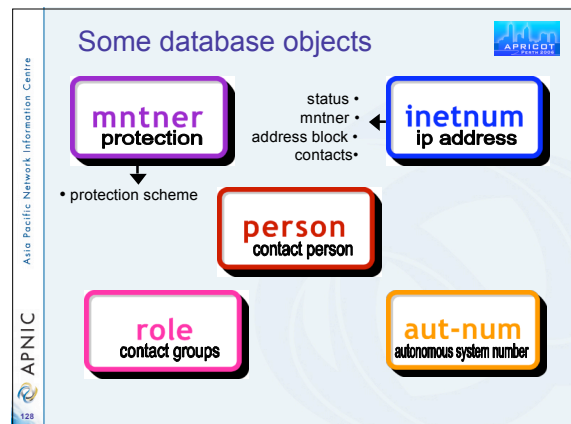 Some database objects
APRICOT
PERTH 2006
mntner
protection
• protection scheme
status •
mntner •
address block •
contacts•
inetnum
ip address
person
contact person
role
contact groups
aut-num
autonomous system number
Asia Pacific Network Information Centre
APNIC
128